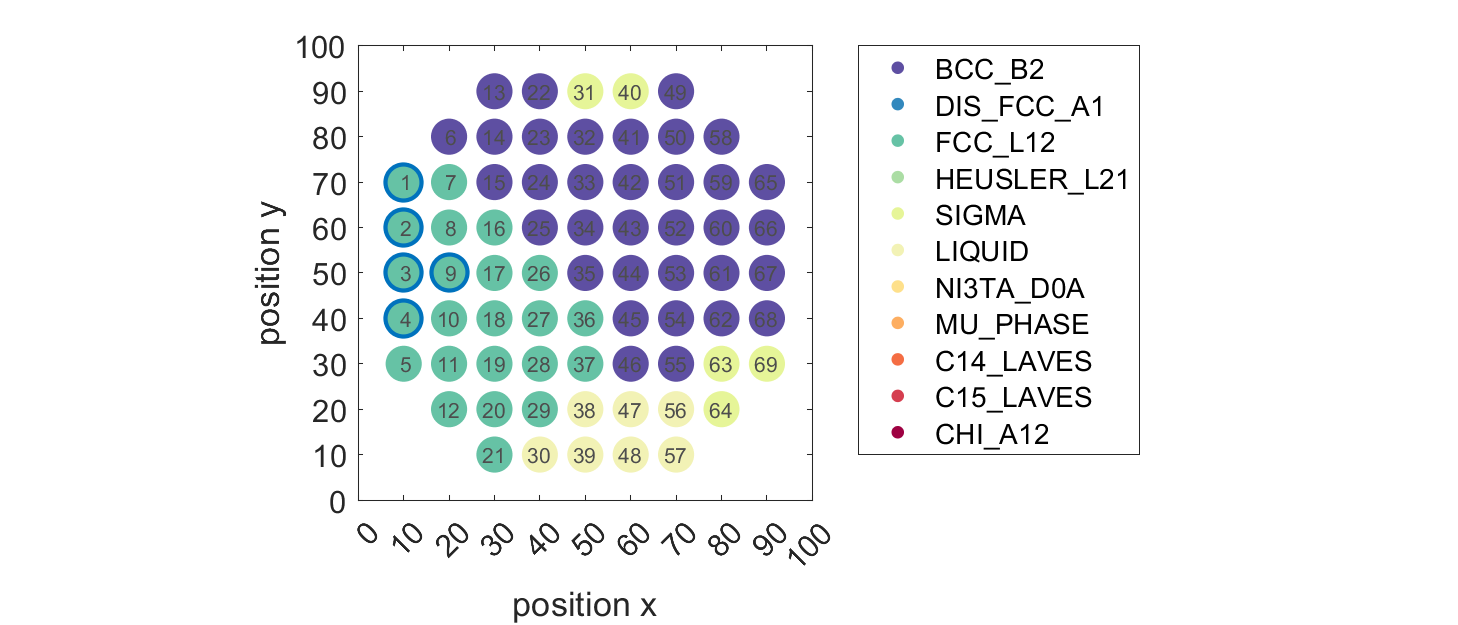 100
90
80
70
60
50
40
30
20
10
0
13 22 31 40 49
6 14 23 32 41 50 58
1 7 15 24 33 42 51 59 65
2 8 16 25 34 43 52 60 66
3 9 17 26 35 44 53 61 67
4 10 18 27 36 45 54 62 68
5 11 19 28 37 46 55 63 69
12 20 29 38 47 56 64
21 30 39 48 57
0 10 20 30 40 50 60 70 80 90 100
position x
position y
BCC_B2
DIS_FCC_A1
FCC_L12
HEUSLER_L21
SIGMA
LIQUID
NI3TA_D0A
MU_PHASE
C14_LAVES
C15_LAVES
CHI_A12